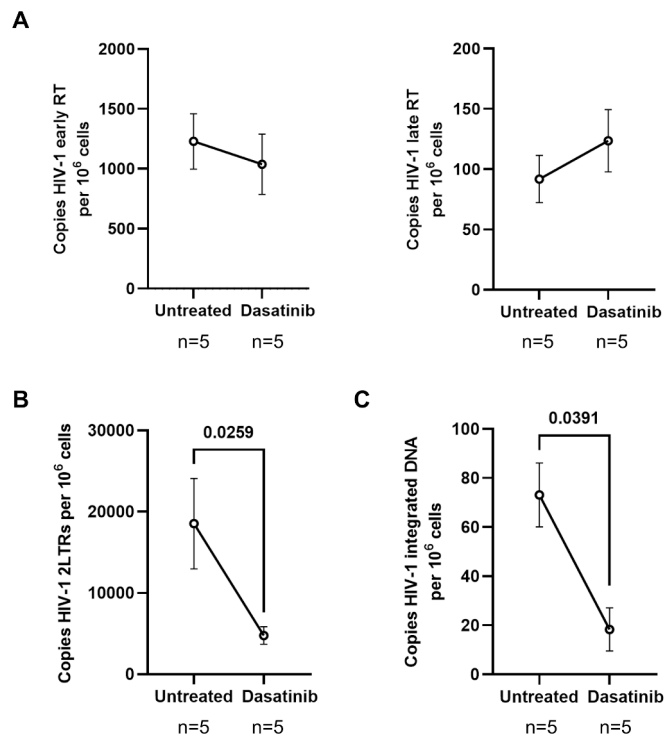 A
Copies HIV-1 early RT
per 10⁶ cells
2000
1500
1000
500
0
Untreated Dasatinib
n=5 n=5
Copies HIV-1 late RT
per 10⁶ cells
200
150
100
50
0
Untreated Dasatinib
n=5 n=5
B
Copies HIV-1 2LTRs per 10⁶ cells
30000
20000
10000
0
0.0259
Untreated Dasatinib
n=5 n=5
C
Copies HIV-1 integrated DNA
per 10⁶ cells
100
80
60
40
20
0
0.0391
Untreated Dasatinib
n=5 n=5